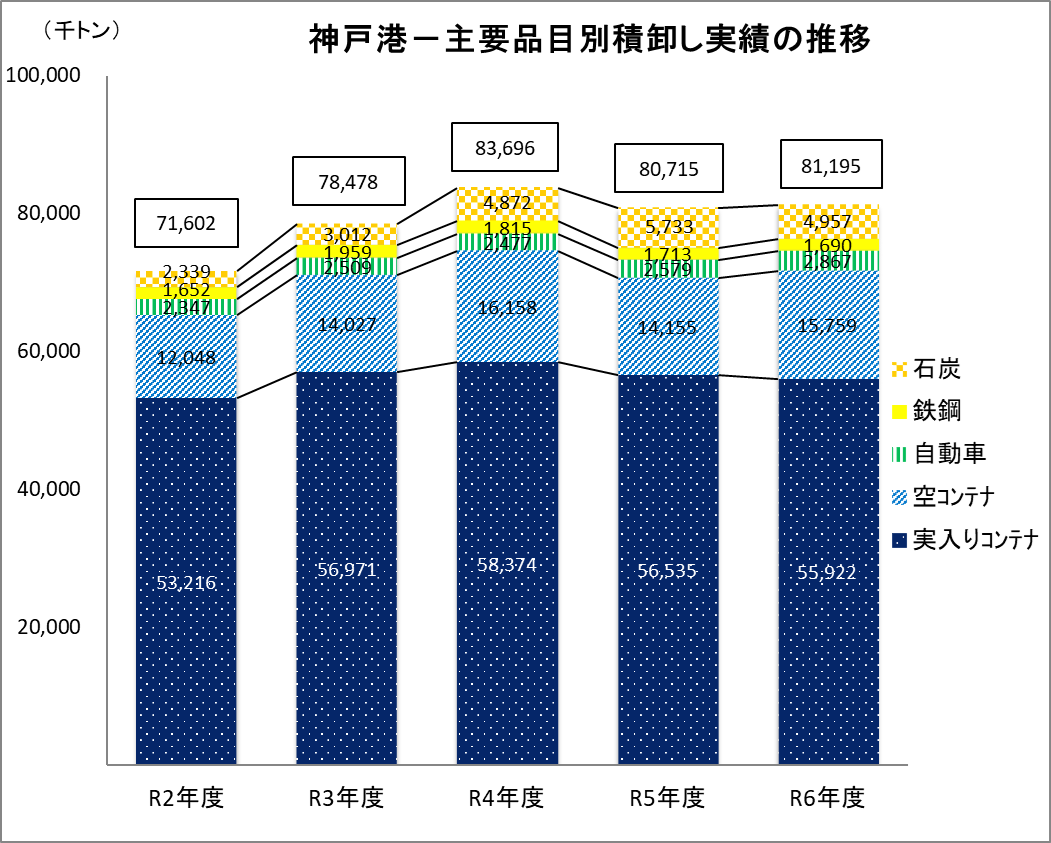 （千トン）
神戸港－主要品目別積卸し実績の推移
100,000
80,000
60,000
40,000
20,000
71,602
78,478
83,696
80,715
81,195
2,339
3,012
4,872
5,733
4,957
1,652
1,959
1,815
1,713
1,690
2,347
2,509
2,477
2,579
2,867
12,048
14,027
16,158
14,155
15,759
53,216
56,971
58,374
56,535
55,922
石炭
鉄鋼
自動車
空コンテナ
実入りコンテナ
R2年度
R3年度
R4年度
R5年度
R6年度